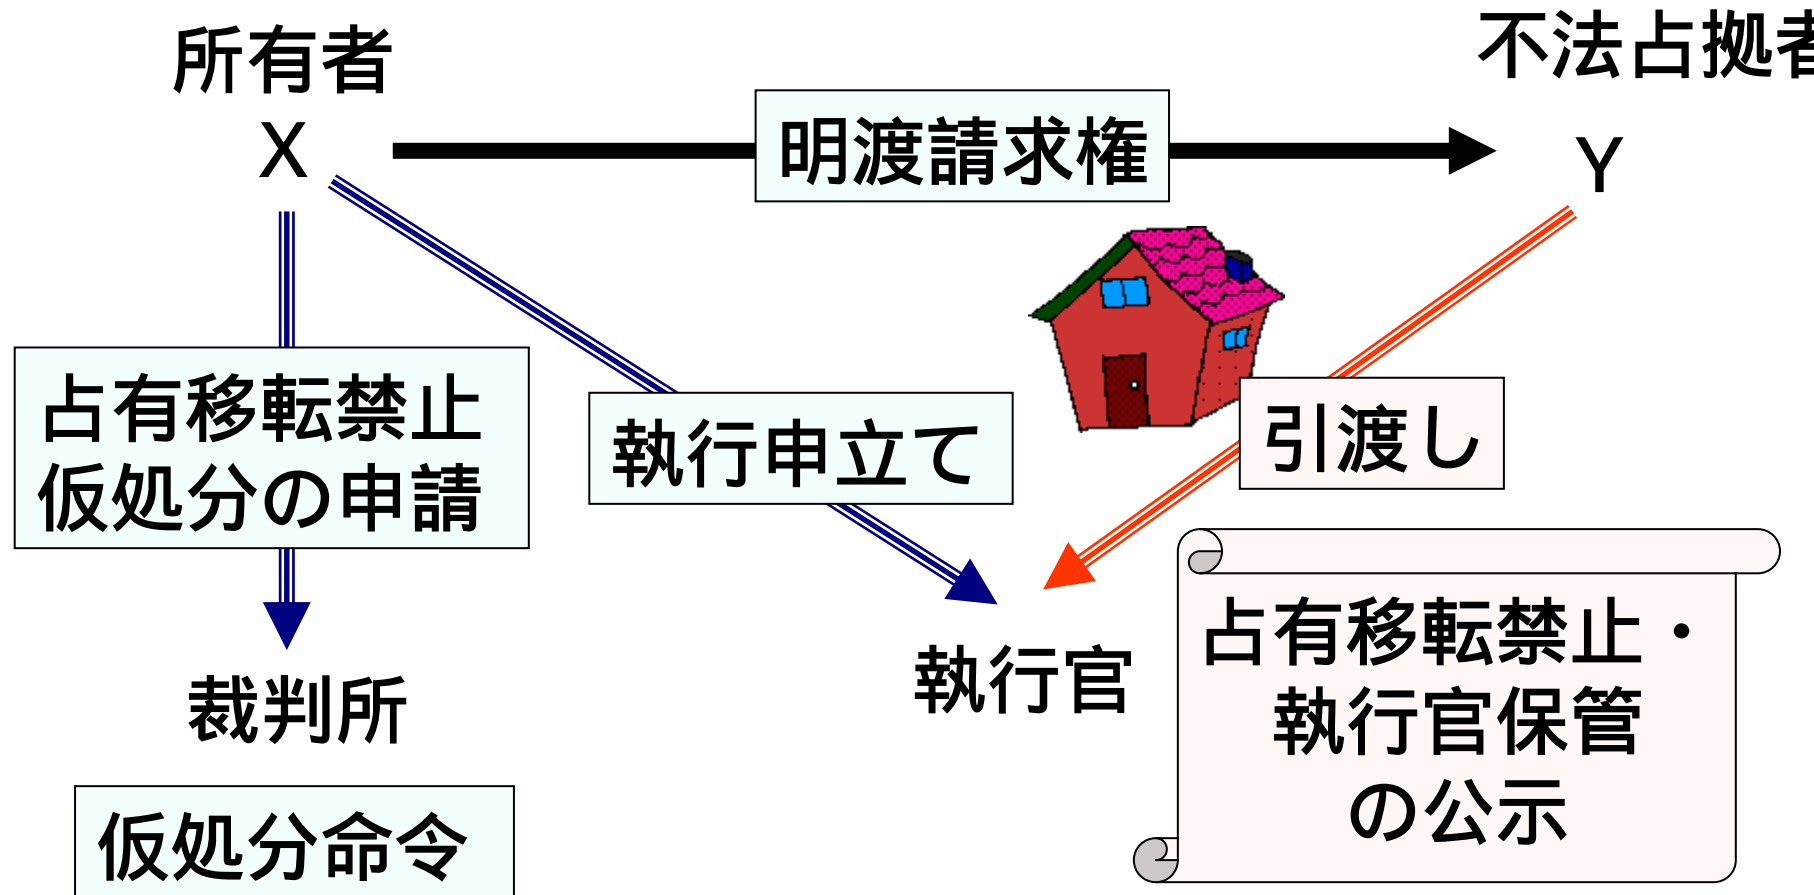 所有者
X
明渡請求権
不法占拠者
Y
占有移転禁止
仮処分の申請
執行申立て
引渡し
裁判所
執行官
仮処分命令
占有移転禁止・
執行官保管
の公示